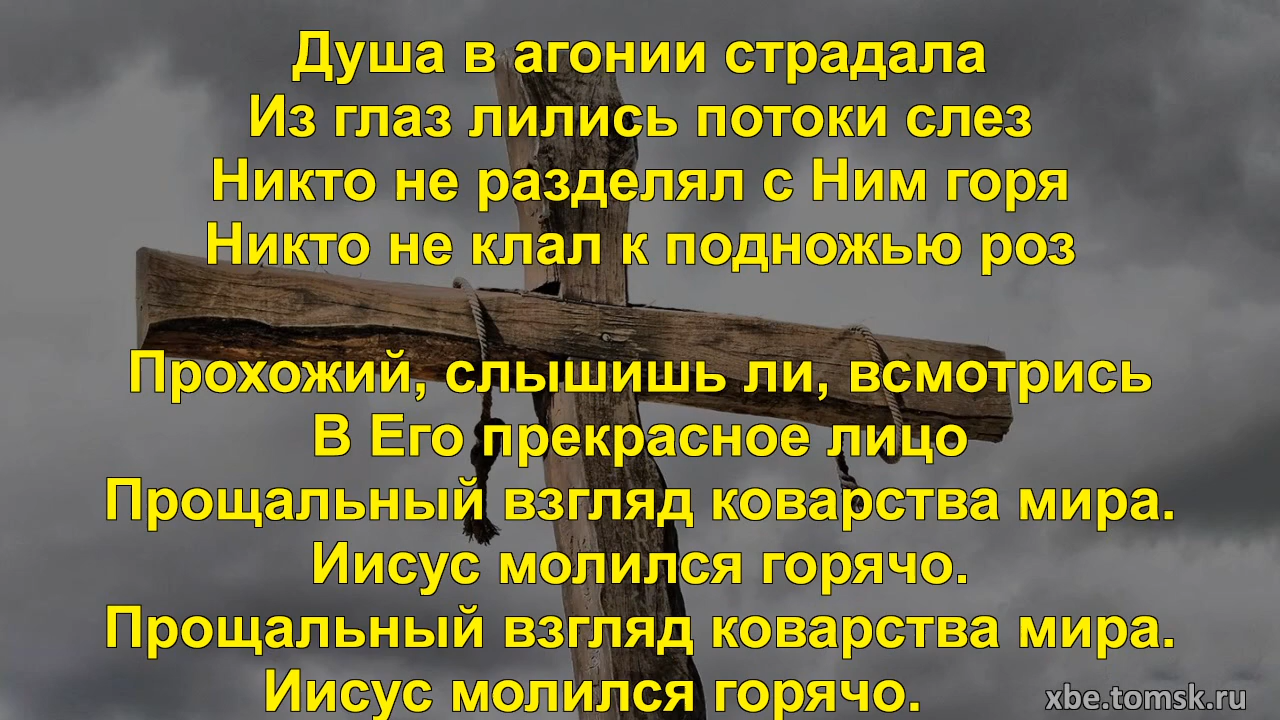 Душа в агонии страдала
Из глаз лились потоки слез
Никто не разделял с Ним горя
Никто не клал к подножью роз
Прохожий, слышишь ли, всмотрись
В Его прекрасное лицо
Прощальный взгляд коварства мира.
Иисус молился горячо.
Прощальный взгляд коварства мира.
Иисус молился горячо.
xbe.tomsk.ru